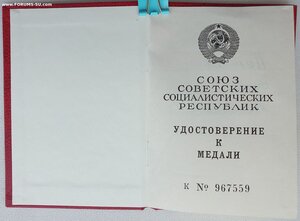 www.FORUMS-SU.com
СОЮЗ
СОВЕТСКИХ
СОЦИАЛИСТИЧЕСКИХ
РЕСПУБЛИК
УДОСТОВЕРЕНИЕ
К
МЕДАЛИ
К № 967559